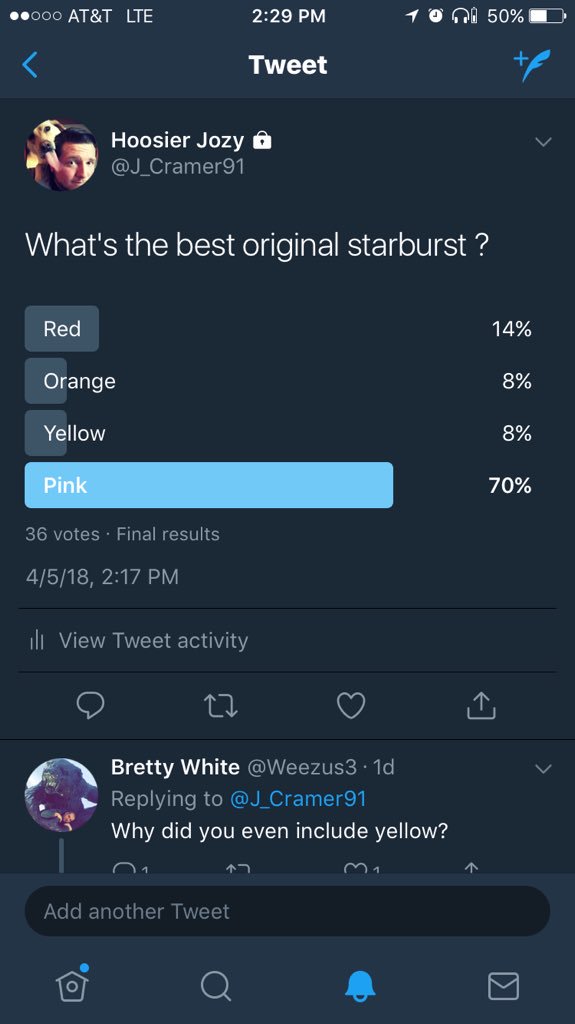 AT&T LTE 2:29 PM 50%
Tweet
Hoosier Jozy
@J_Cramer91
What's the best original starburst ?
Red 14%
Orange 8%
Yellow 8%
Pink 70%
36 votes · Final results
4/5/18, 2:17 PM
View Tweet activity
Bretty White @Weezus3 · 1d
Replying to @J_Cramer91
Why did you even include yellow?
1 1
Add another Tweet